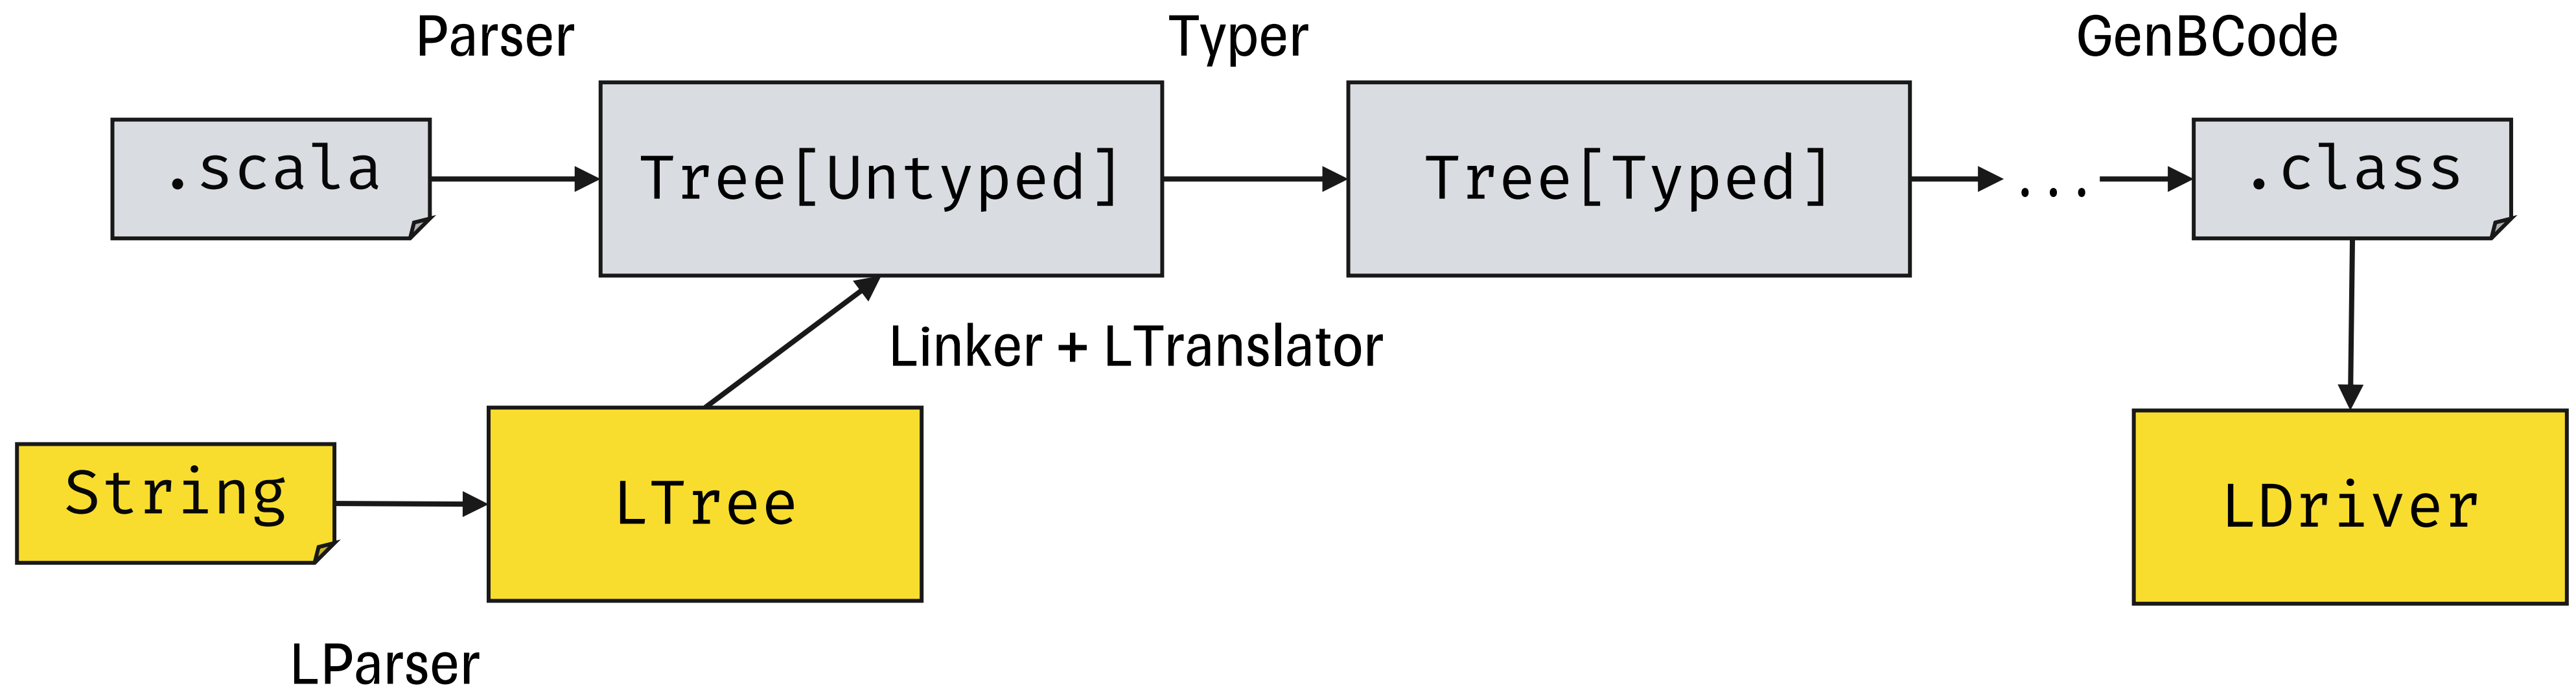 Parser
Typer
GenBCode
.scala
Tree[Untyped]
Tree[Typed]
...
.class
Linker + LTranslator
String
LTree
LDriver
LParser